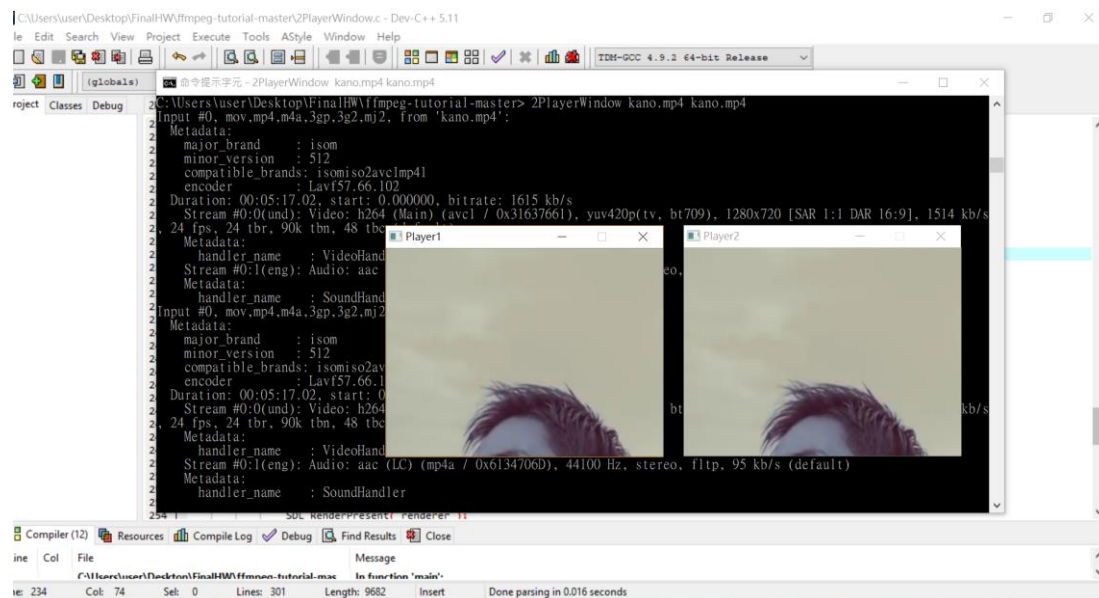 C:\Users\user\Desktop\FinalHW\ffmpeg-tutorial-master\2PlayerWindow.c - Dev-C++ 5.11
Edit Search View Project Execute Tools AStyle Window Help
TDM-GCC 4.9.2 64-bit Release
(globals)
命令提示字元 - 2PlayerWindow kano.mp4 kano.mp4
Classes Debug
C:\Users\user\Desktop\FinalHW\ffmpeg-tutorial-master> 2PlayerWindow kano.mp4 kano.mp4
Input #0, mov,mp4,m4a,3gp,3g2,mj2, from 'kano.mp4':
Metadata:
major_brand : isom
minor_version : 512
compatible_brands: isomiso2avc1mp41
encoder : Lavf57.66.102
Duration: 00:05:17.02, start: 0.000000, bitrate: 1615 kb/s
Stream #0:0(und): Video: h264 (Main) (avc1 / 0x31637661), yuv420p(tv, bt709), 1280x720 [SAR 1:1 DAR 16:9], 1514 kb/s
, 24 fps, 24 tbr, 90k tbn, 48 tbc
Player1
Player2
Metadata:
handler_name : VideoHand
Stream #0:1(eng): Audio: aac
Metadata:
handler_name : SoundHand
Input #0, mov,mp4,m4a,3gp,3g2,mj2
Metadata:
major_brand : isom
minor_version : 512
compatible_brands: isomiso2av
encoder : Lavf57.66.1
Duration: 00:05:17.02, start: 0
Stream #0:0(und): Video: h264 bt kb/s
, 24 fps, 24 tbr, 90k tbn, 48 tbc
Metadata:
handler_name : VideoHand
Stream #0:1(eng): Audio: aac (LC) (mp4a / 0x6134706D), 44100 Hz, stereo, fltp, 95 kb/s (default)
Metadata:
handler_name : SoundHandler
254 SDL_RenderPresent( renderer );
Compiler (12) Resources Compile Log Debug Find Results Close
Col File Message
C:\Users\user\Desktop\FinalHW\ffmpeg-tutorial-mas In function 'main':
234 Col: 74 Sel: 0 Lines: 301 Length: 9682 Insert Done parsing in 0.016 seconds